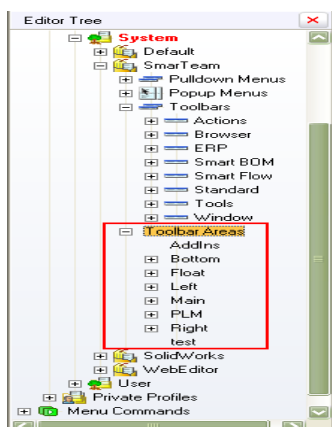 Editor Tree
System
Default
SmarTeam
Pulldown Menus
Popup Menus
Toolbars
Actions
Browser
ERP
Smart BOM
Smart Flow
Standard
Tools
Window
Toolbar Areas
AddIns
Bottom
Float
Left
Main
PLM
Right
test
SolidWorks
WebEditor
User
Private Profiles
Menu Commands